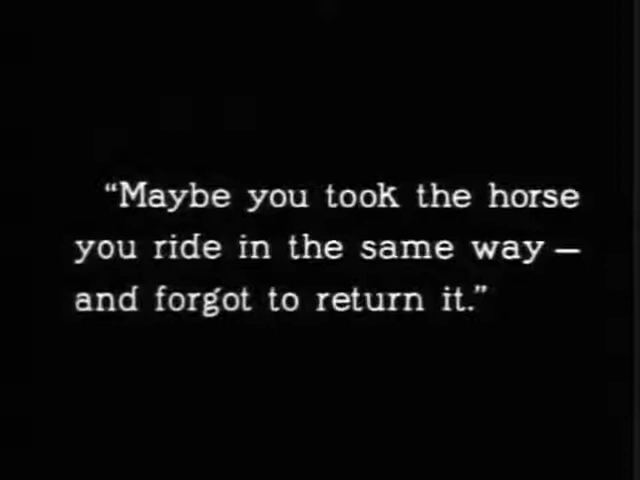 “Maybe you took the horse
you ride in the same way —
and forgot to return it.”